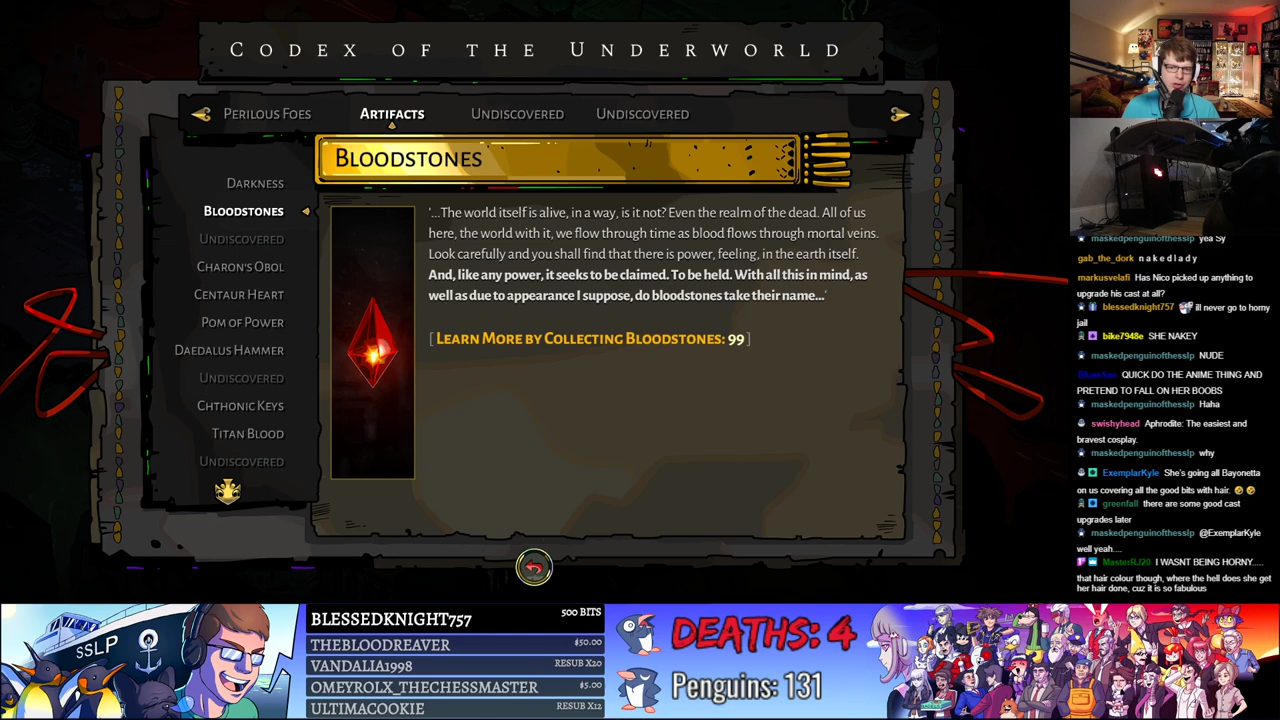 CODEX OF THE UNDERWORLD
PERILOUS FOES
ARTIFACTS
UNDISCOVERED
UNDISCOVERED
BLOODSTONES
DARKNESS
BLOODSTONES
UNDISCOVERED
CHARON'S OBOL
CENTAUR HEART
POM OF POWER
DAEDALUS HAMMER
UNDISCOVERED
CHTHONIC KEYS
TITAN BLOOD
UNDISCOVERED
'...The world itself is alive, in a way, is it not? Even the realm of the dead. All of us
here, the world with it, we flow through time as blood flows through mortal veins.
Look carefully and you shall find that there is power, feeling, in the earth itself.
And, like any power, it seeks to be claimed. To be held. With all this in mind, as
well as due to appearance I suppose, do bloodstones take their name...'
[ LEARN MORE BY COLLECTING BLOODSTONES: 99 ]
maskedpenguinofthesslp yea Sy
gab_the_dork n a k e d l a d y
markusvelafi Has Nico picked up anything to
upgrade his cast at all?
blessedknight757 ill never go to horny
jail
bike7948e SHE NAKEY
maskedpenguinofthesslp NUDE
QUICK DO THE ANIME THING AND
PRETEND TO FALL ON HER BOOBS
maskedpenguinofthesslp Haha
swishyhead Aphrodite: The easiest and
bravest cosplay.
maskedpenguinofthesslp why
ExemplarKyle She's going all Bayonetta
on us covering all the good bits with hair. 🤣 🤣
greenfall there are some good cast
upgrades later
maskedpenguinofthesslp @ExemplarKyle
well yeah....
MasterRJ20 I WASNT BEING HORNY.....
that hair colour though, where the hell does she get
her hair done, cuz it is so fabulous
SSLP
BLESSEDKNIGHT757 500 BITS
THEBLOODREAVER $50.00
VANDALIA1998 RESUB X20
OMEYROLX_THECHESSMASTER $5.00
ULTIMACOOKIE RESUB X12
DEATHS: 4
Penguins: 131